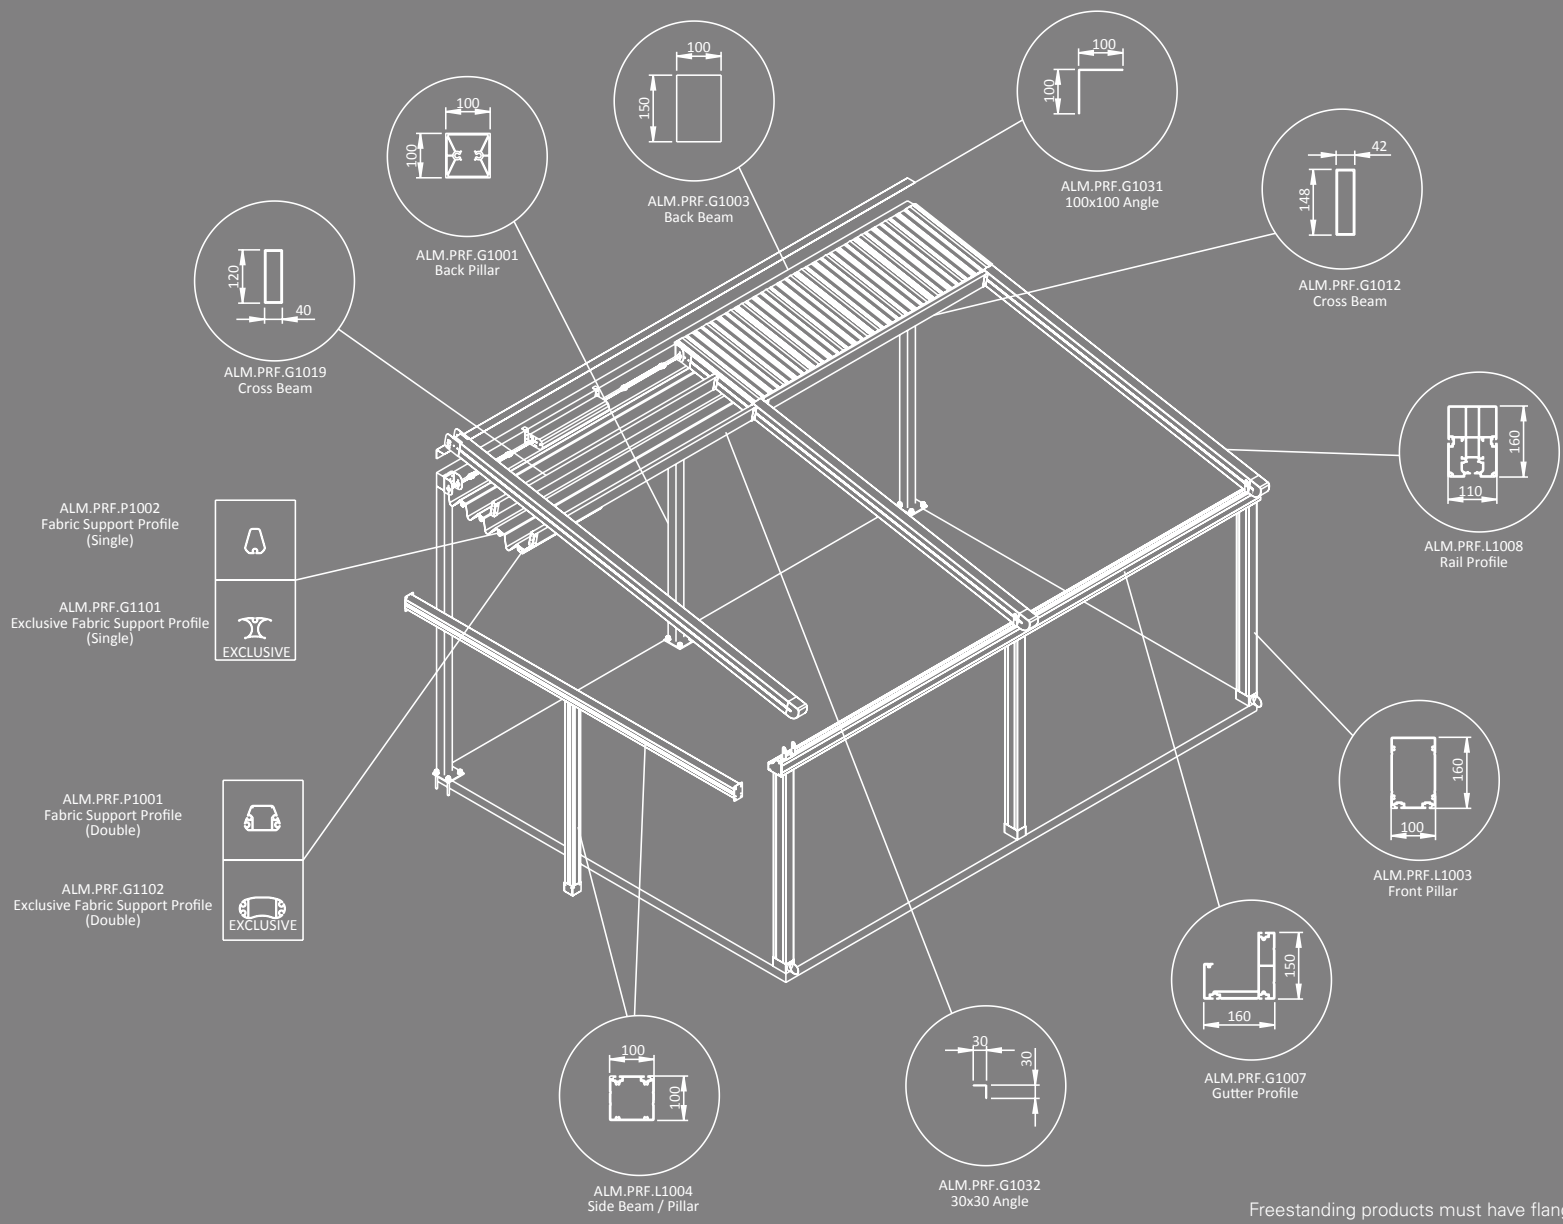 100
150
ALM.PRF.G1003
Back Beam
100
100
ALM.PRF.G1031
100x100 Angle
100
100
ALM.PRF.G1001
Back Pillar
42
148
ALM.PRF.G1012
Cross Beam
120
40
ALM.PRF.G1019
Cross Beam
160
110
ALM.PRF.L1008
Rail Profile
ALM.PRF.P1002
Fabric Support Profile
(Single)
ALM.PRF.G1101
Exclusive Fabric Support Profile
(Single)
EXCLUSIVE
ALM.PRF.P1001
Fabric Support Profile
(Double)
ALM.PRF.G1102
Exclusive Fabric Support Profile
(Double)
EXCLUSIVE
160
100
ALM.PRF.L1003
Front Pillar
150
160
ALM.PRF.G1007
Gutter Profile
100
100
ALM.PRF.L1004
Side Beam / Pillar
30
30
ALM.PRF.G1032
30x30 Angle
Freestanding products must have